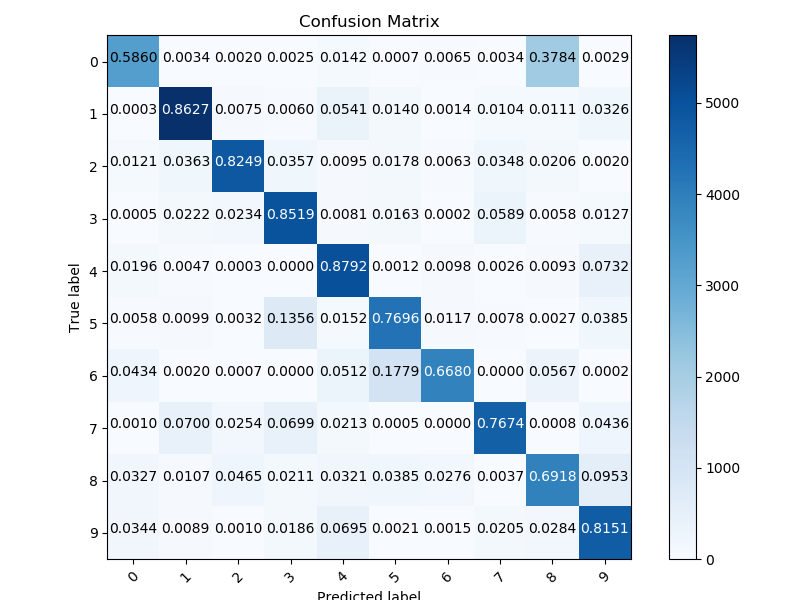 Confusion Matrix
0 0.5860 0.0034 0.0020 0.0025 0.0142 0.0007 0.0065 0.0034 0.3784 0.0029
1 0.0003 0.8627 0.0075 0.0060 0.0541 0.0140 0.0014 0.0104 0.0111 0.0326
2 0.0121 0.0363 0.8249 0.0357 0.0095 0.0178 0.0063 0.0348 0.0206 0.0020
3 0.0005 0.0222 0.0234 0.8519 0.0081 0.0163 0.0002 0.0589 0.0058 0.0127
4 0.0196 0.0047 0.0003 0.0000 0.8792 0.0012 0.0098 0.0026 0.0093 0.0732
5 0.0058 0.0099 0.0032 0.1356 0.0152 0.7696 0.0117 0.0078 0.0027 0.0385
6 0.0434 0.0020 0.0007 0.0000 0.0512 0.1779 0.6680 0.0000 0.0567 0.0002
7 0.0010 0.0700 0.0254 0.0699 0.0213 0.0005 0.0000 0.7674 0.0008 0.0436
8 0.0327 0.0107 0.0465 0.0211 0.0321 0.0385 0.0276 0.0037 0.6918 0.0953
9 0.0344 0.0089 0.0010 0.0186 0.0695 0.0021 0.0015 0.0205 0.0284 0.8151
0 1 2 3 4 5 6 7 8 9
Predicted label
True label
5000
4000
3000
2000
1000
0